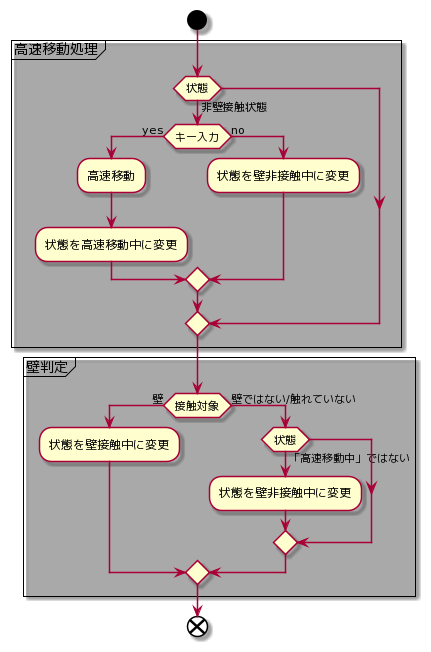 高速移動処理
状態
非壁接触状態
yes
キー入力
no
高速移動
状態を壁非接触中に変更
状態を高速移動中に変更
壁判定
壁
接触対象
壁ではない/触れていない
状態を壁接触中に変更
状態
「高速移動中」ではない
状態を壁非接触中に変更